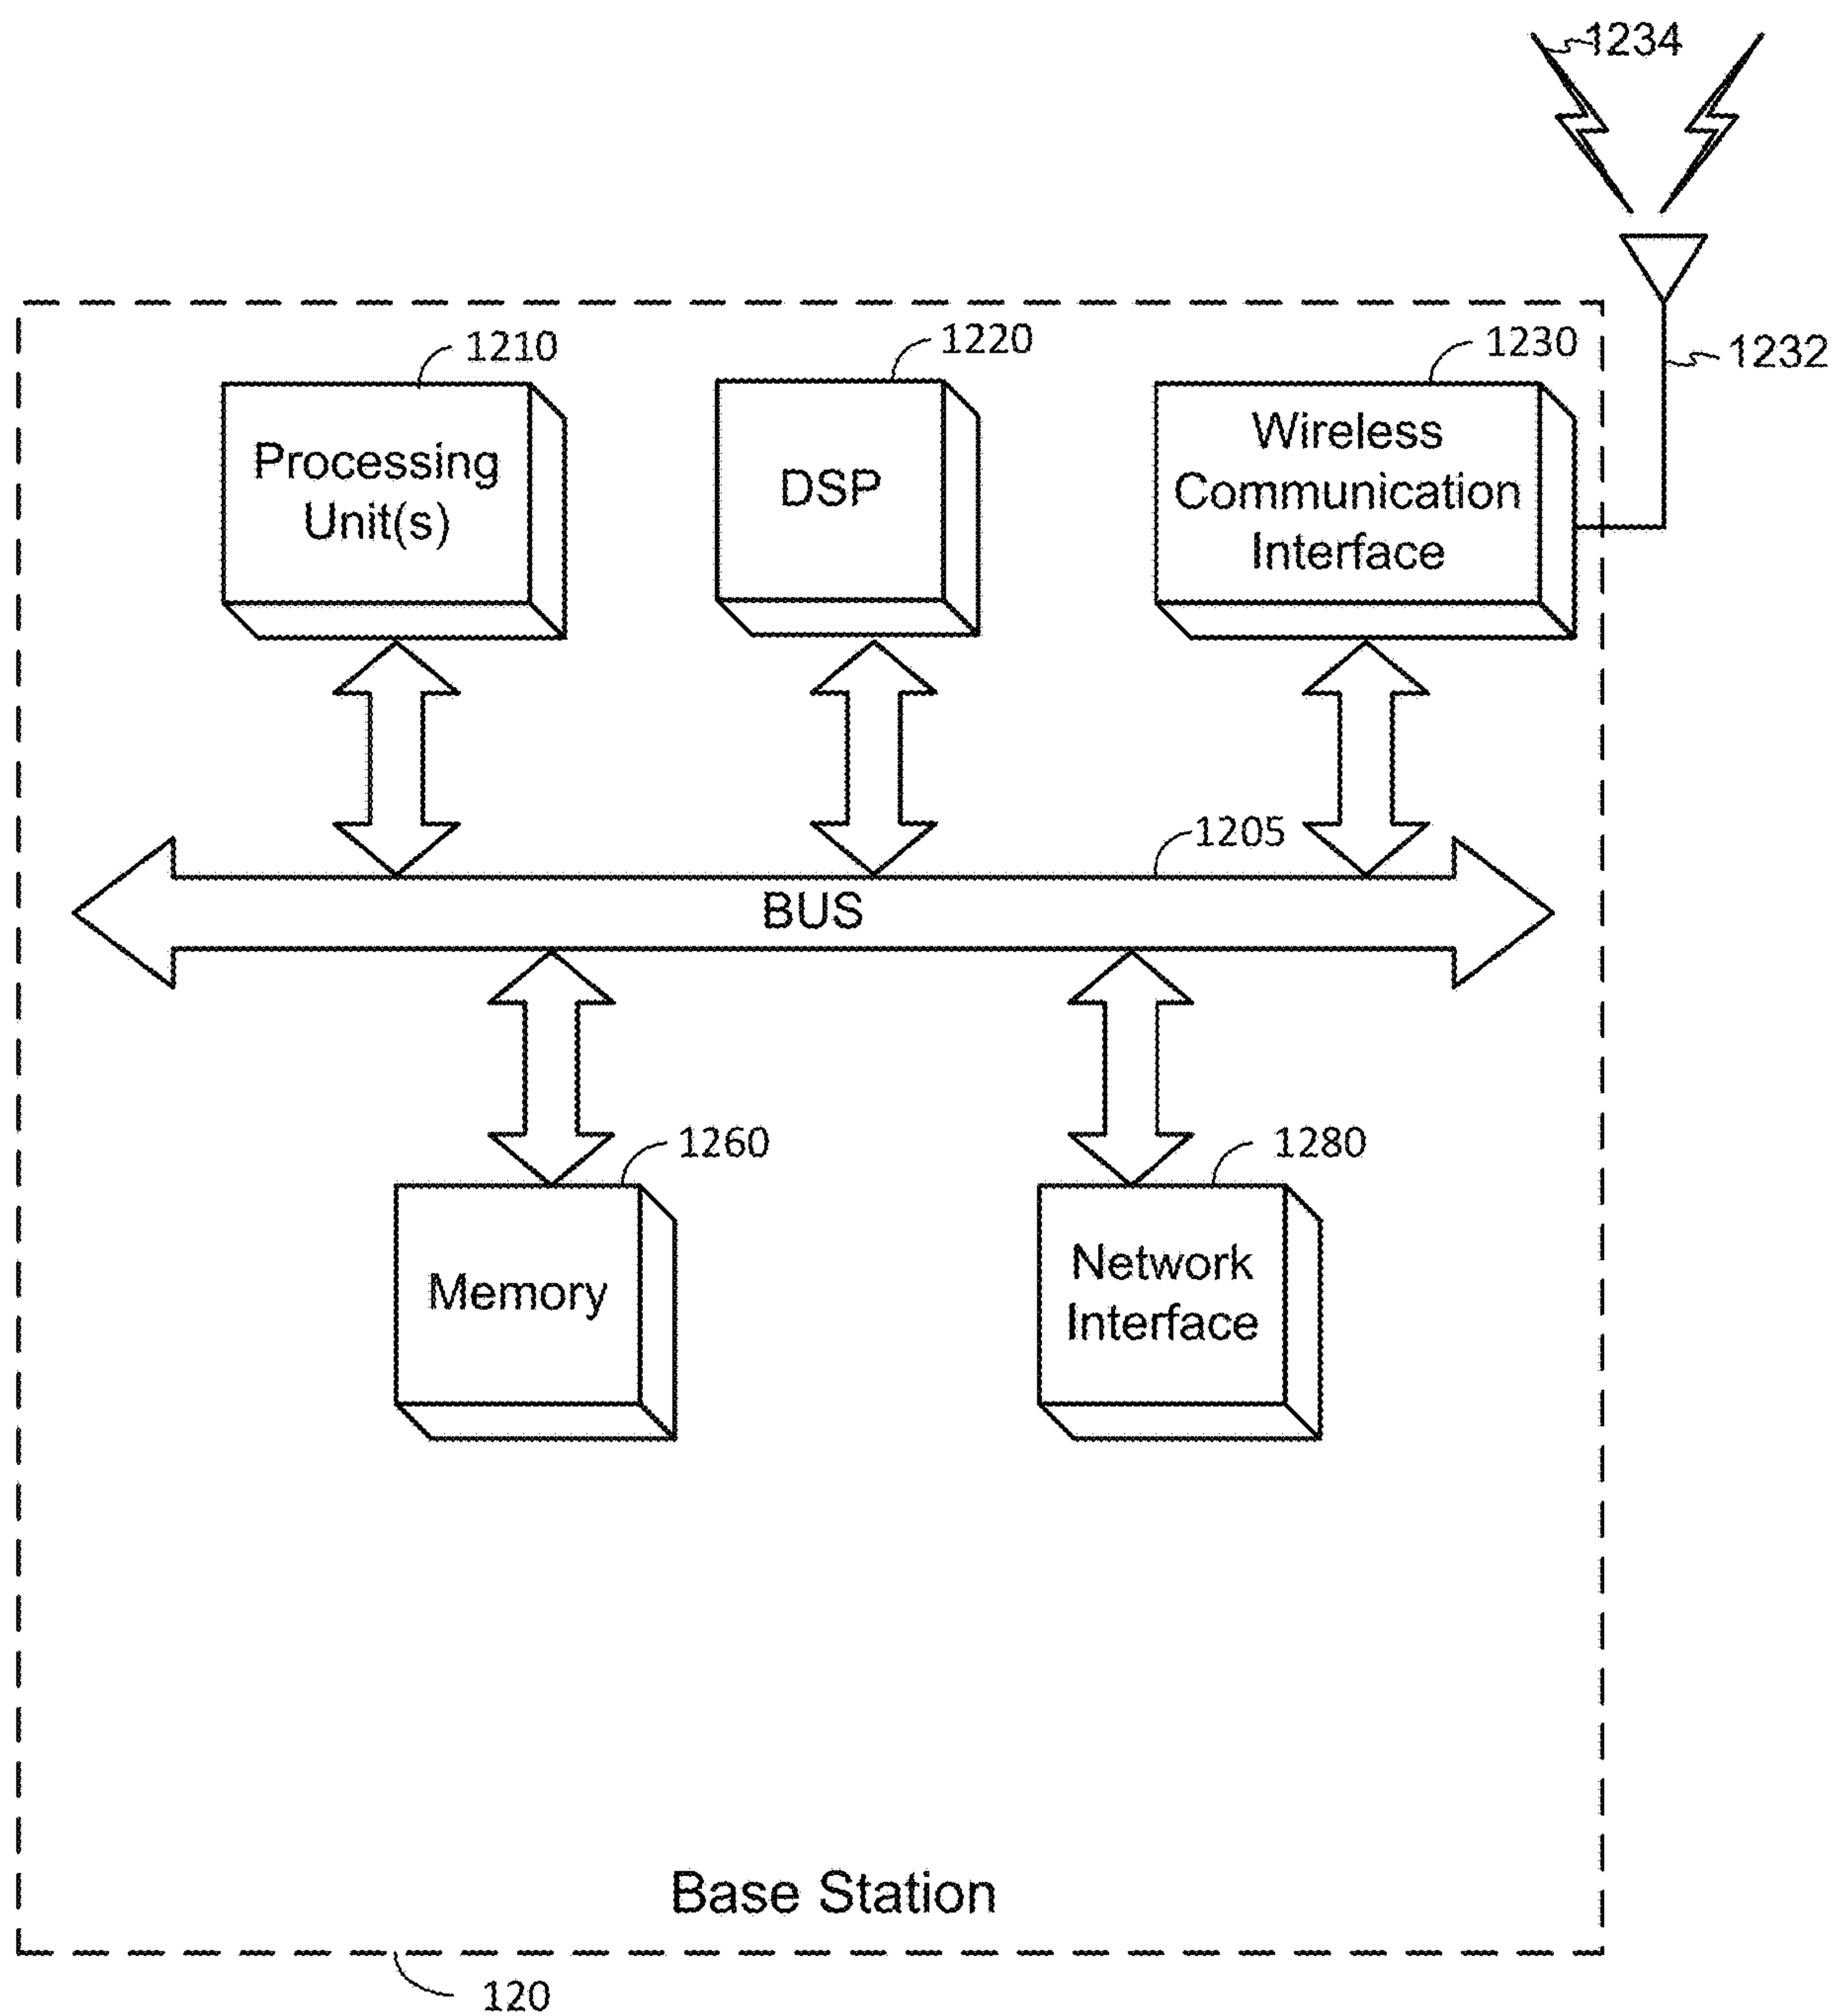 1234
1210
1220
1230
1232
Processing
Unit(s)
DSP
Wireless
Communication
Interface
1205
BUS
1260
1280
Memory
Network
Interface
Base Station
120